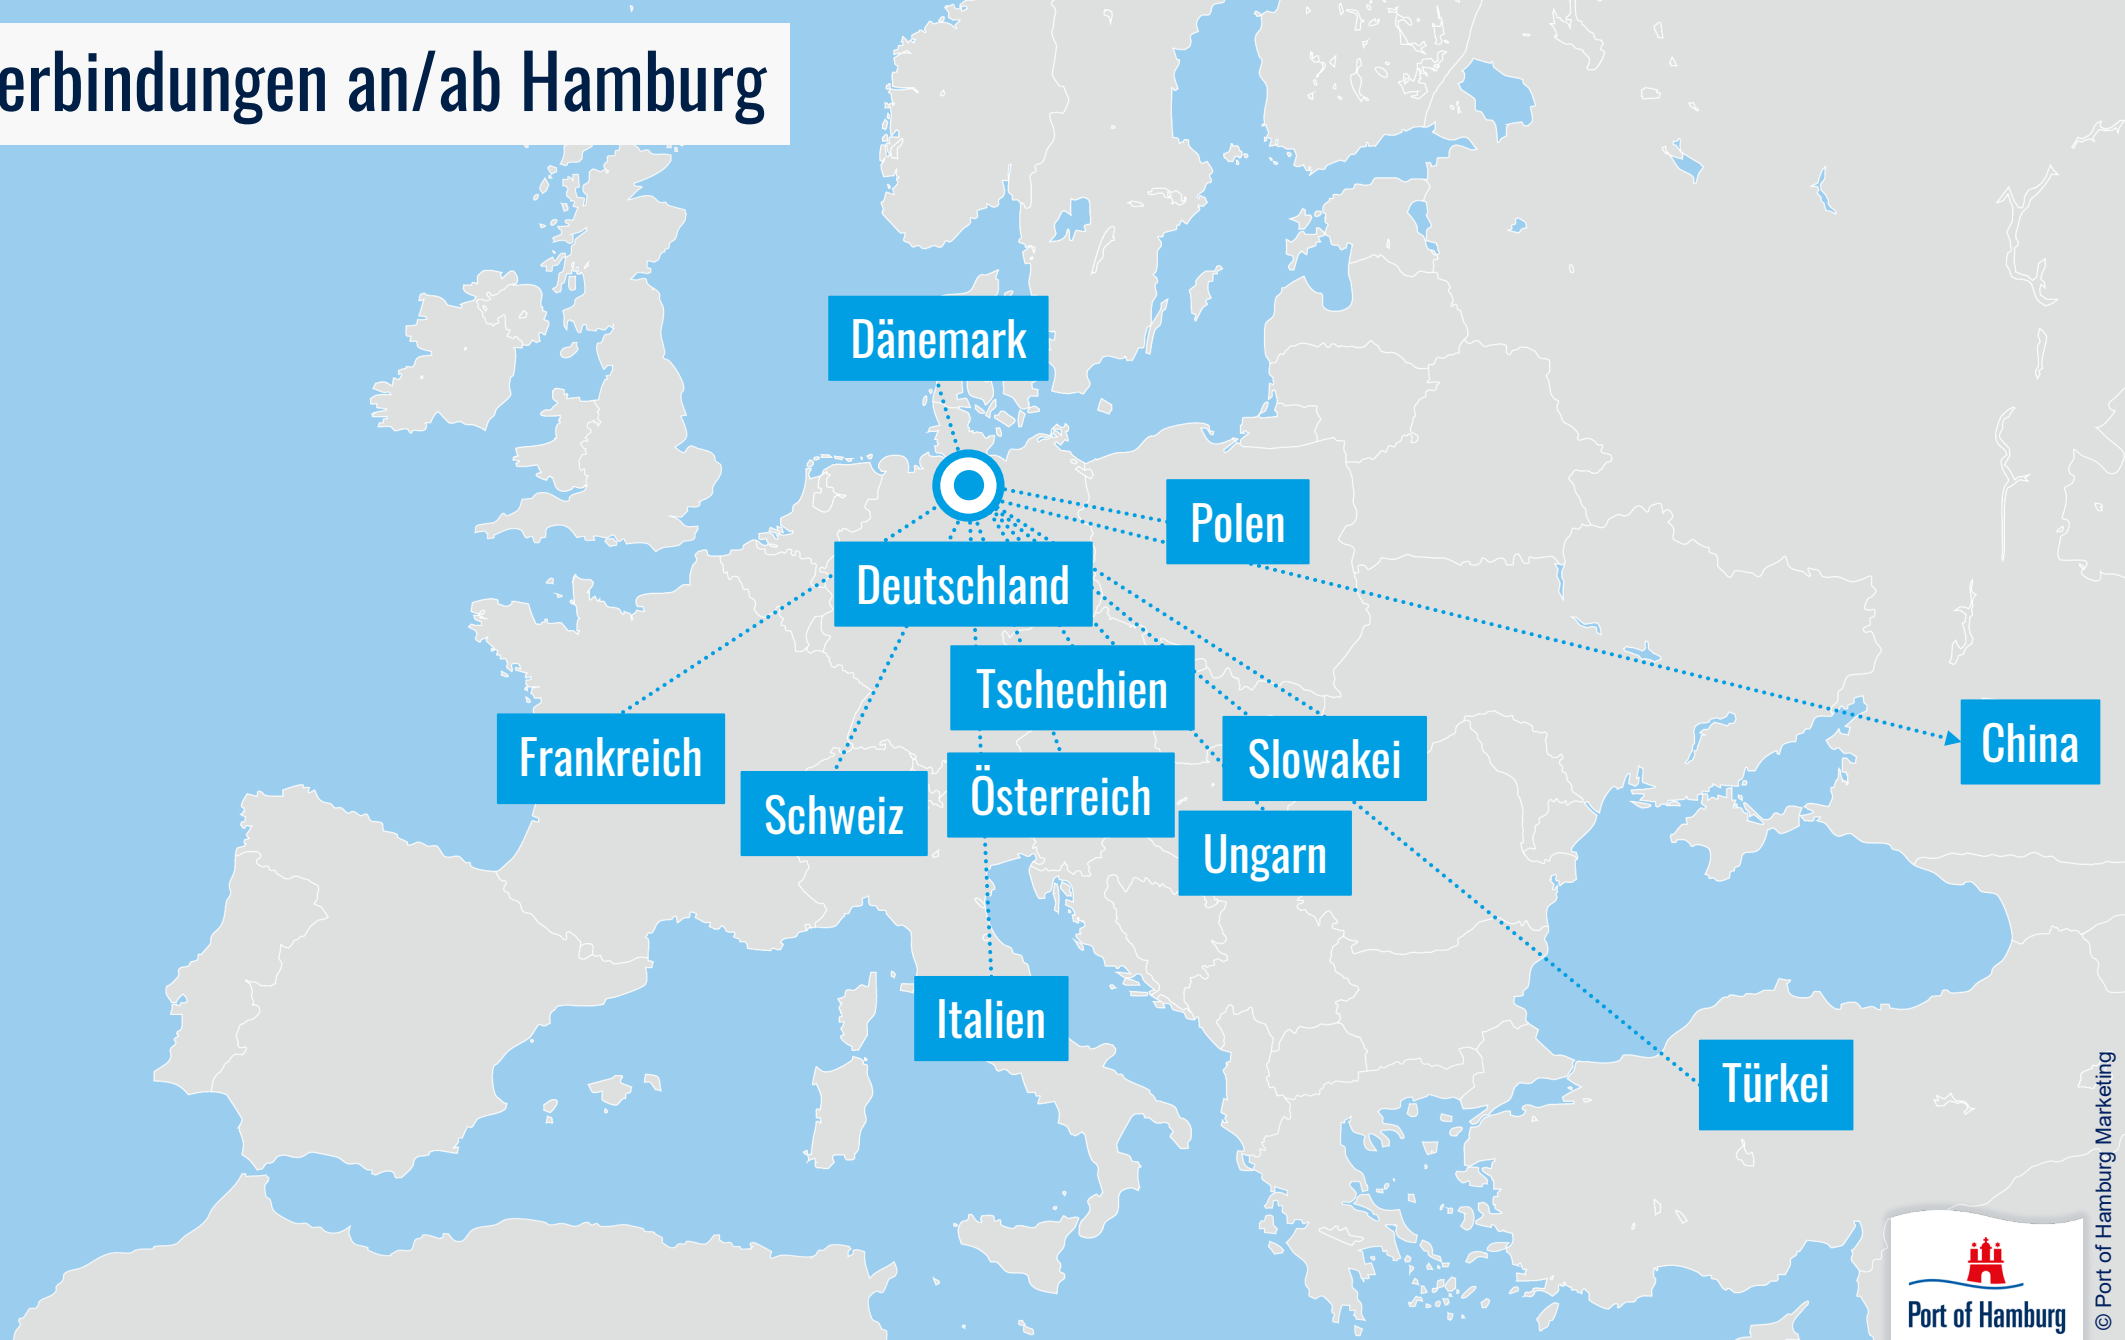 erbindungen an/ab Hamburg
Dänemark
Polen
Deutschland
Tschechien
Frankreich
Slowakei
China
Schweiz
Österreich
Ungarn
Italien
Türkei
Port of Hamburg
© Port of Hamburg Marketing